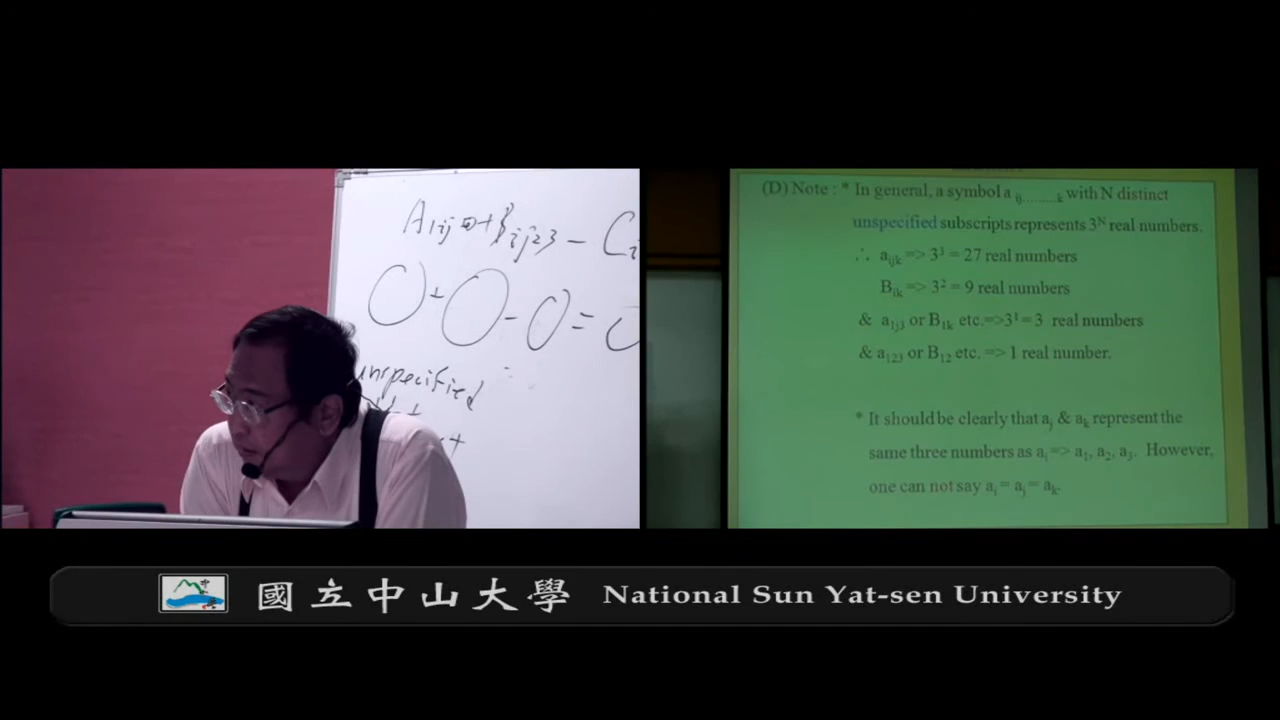 A₁ᵢⱼ + Bᵢⱼ₂₃ – C
+ – =
unspecified
(D) Note : * In general, a symbol a ᵢⱼ..........ₖ with N distinct
unspecified subscripts represents 3ᴺ real numbers.
∴ aᵢⱼₖ => 3³ = 27 real numbers
Bᵢₖ => 3² = 9 real numbers
& a₁ⱼ₃ or B₁ₖ etc.=>3¹ = 3 real numbers
& a₁₂₃ or B₁₂ etc. => 1 real number.
* It should be clearly that aⱼ & aₖ represent the
same three numbers as aᵢ => a₁, a₂, a₃. However,
one can not say aᵢ = aⱼ = aₖ.
國立中山大學 National Sun Yat-sen University